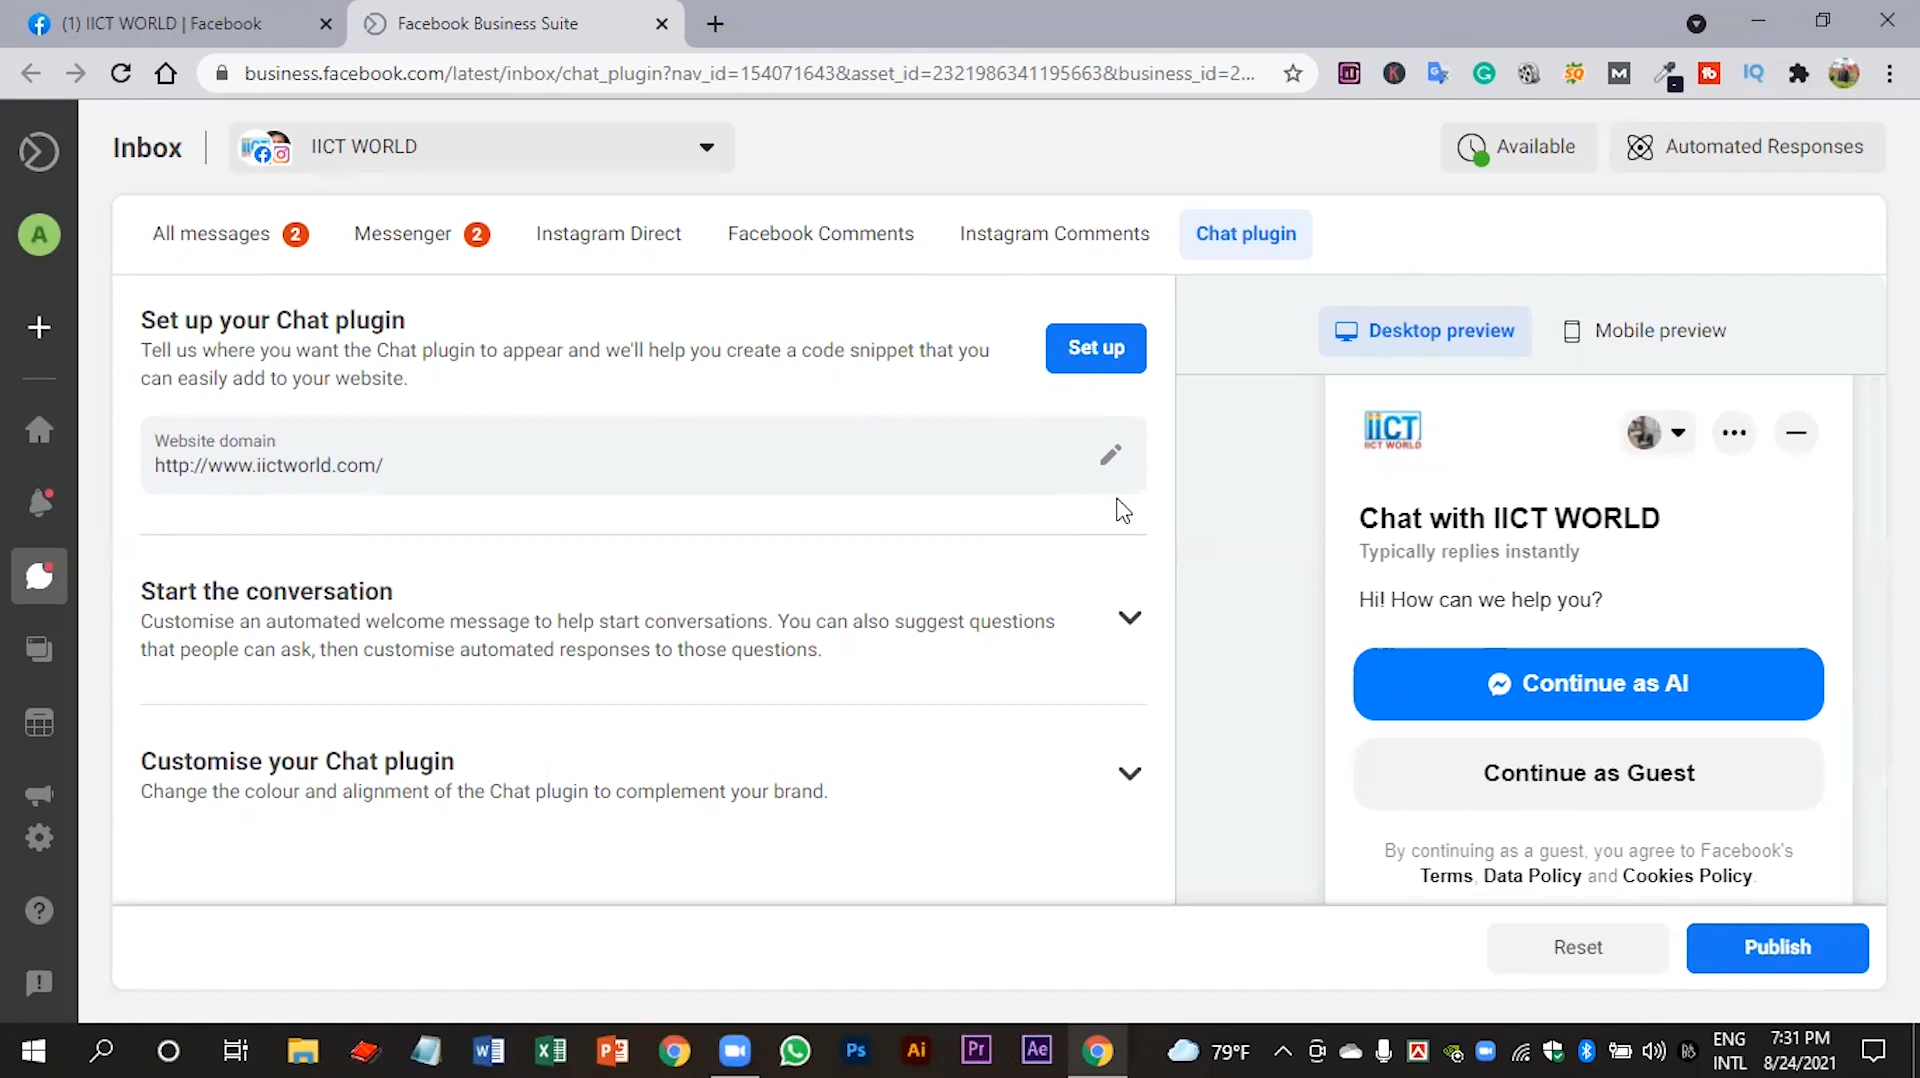 (1) IICT WORLD | Facebook
Facebook Business Suite
business.facebook.com/latest/inbox/chat_plugin?nav_id=154071643&asset_id=2321986341195663&business_id=2...
Inbox
IICT WORLD
Available
Automated Responses
A
All messages 2
Messenger 2
Instagram Direct
Facebook Comments
Instagram Comments
Chat plugin
Set up your Chat plugin
Tell us where you want the Chat plugin to appear and we'll help you create a code snippet that you
can easily add to your website.
Set up
Website domain
http://www.iictworld.com/
Start the conversation
Customise an automated welcome message to help start conversations. You can also suggest questions
that people can ask, then customise automated responses to those questions.
Customise your Chat plugin
Change the colour and alignment of the Chat plugin to complement your brand.
Desktop preview
Mobile preview
iiCT
IICT WORLD
Chat with IICT WORLD
Typically replies instantly
Hi! How can we help you?
Continue as Al
Continue as Guest
By continuing as a guest, you agree to Facebook's
Terms, Data Policy and Cookies Policy.
Reset
Publish
Ps
Ai
Pr
Ae
79°F
ENG
INTL
7:31 PM
8/24/2021